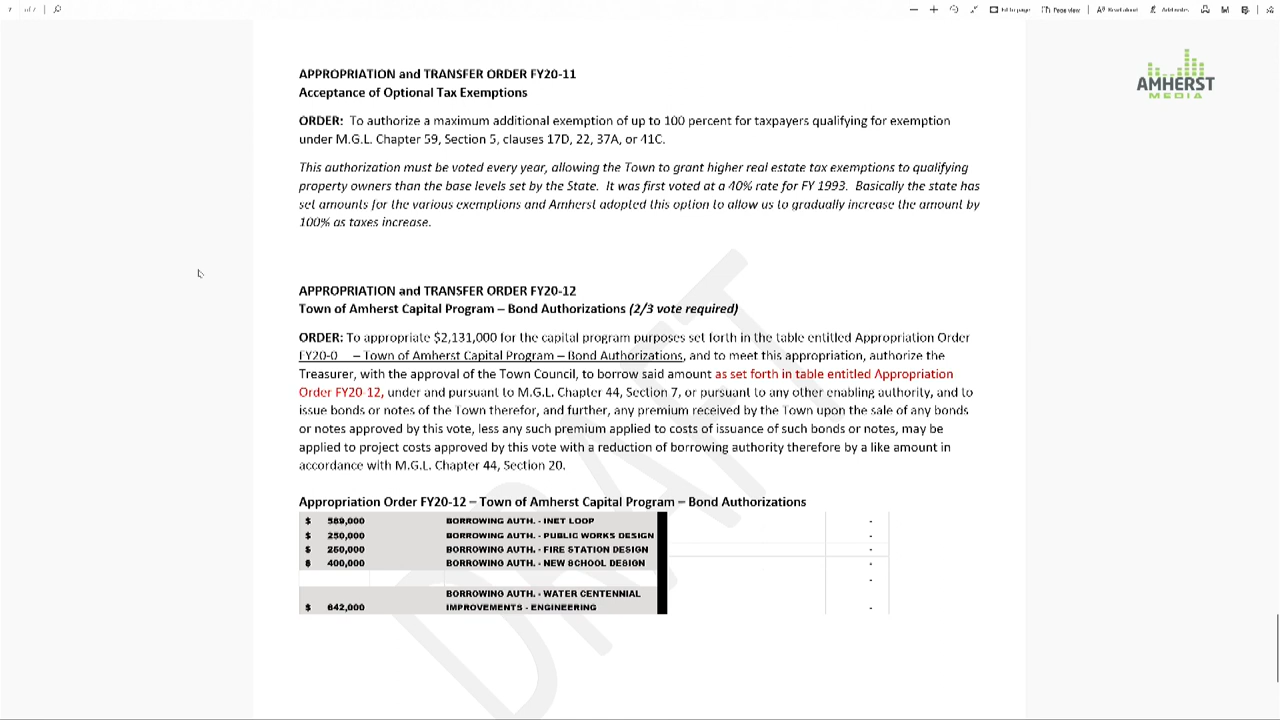 of 7
Fit to page
Page view
Read aloud
Add notes
AMHERST
MEDIA
APPROPRIATION and TRANSFER ORDER FY20-11
Acceptance of Optional Tax Exemptions
ORDER: To authorize a maximum additional exemption of up to 100 percent for taxpayers qualifying for exemption
under M.G.L. Chapter 59, Section 5, clauses 17D, 22, 37A, or 41C.
This authorization must be voted every year, allowing the Town to grant higher real estate tax exemptions to qualifying
property owners than the base levels set by the State. It was first voted at a 40% rate for FY 1993. Basically the state has
set amounts for the various exemptions and Amherst adopted this option to allow us to gradually increase the amount by
100% as taxes increase.
APPROPRIATION and TRANSFER ORDER FY20-12
Town of Amherst Capital Program – Bond Authorizations (2/3 vote required)
ORDER: To appropriate $2,131,000 for the capital program purposes set forth in the table entitled Appropriation Order
FY20-0 – Town of Amherst Capital Program – Bond Authorizations, and to meet this appropriation, authorize the
Treasurer, with the approval of the Town Council, to borrow said amount as set forth in table entitled Appropriation
Order FY20-12, under and pursuant to M.G.L. Chapter 44, Section 7, or pursuant to any other enabling authority, and to
issue bonds or notes of the Town therefor, and further, any premium received by the Town upon the sale of any bonds
or notes approved by this vote, less any such premium applied to costs of issuance of such bonds or notes, may be
applied to project costs approved by this vote with a reduction of borrowing authority therefore by a like amount in
accordance with M.G.L. Chapter 44, Section 20.
Appropriation Order FY20-12 – Town of Amherst Capital Program – Bond Authorizations
$ 589,000 BORROWING AUTH. - INET LOOP -
$ 250,000 BORROWING AUTH. - PUBLIC WORKS DESIGN -
$ 250,000 BORROWING AUTH. - FIRE STATION DESIGN -
$ 400,000 BORROWING AUTH. - NEW SCHOOL DESIGN -
-
BORROWING AUTH. - WATER CENTENNIAL
$ 642,000 IMPROVEMENTS - ENGINEERING -
DRAFT